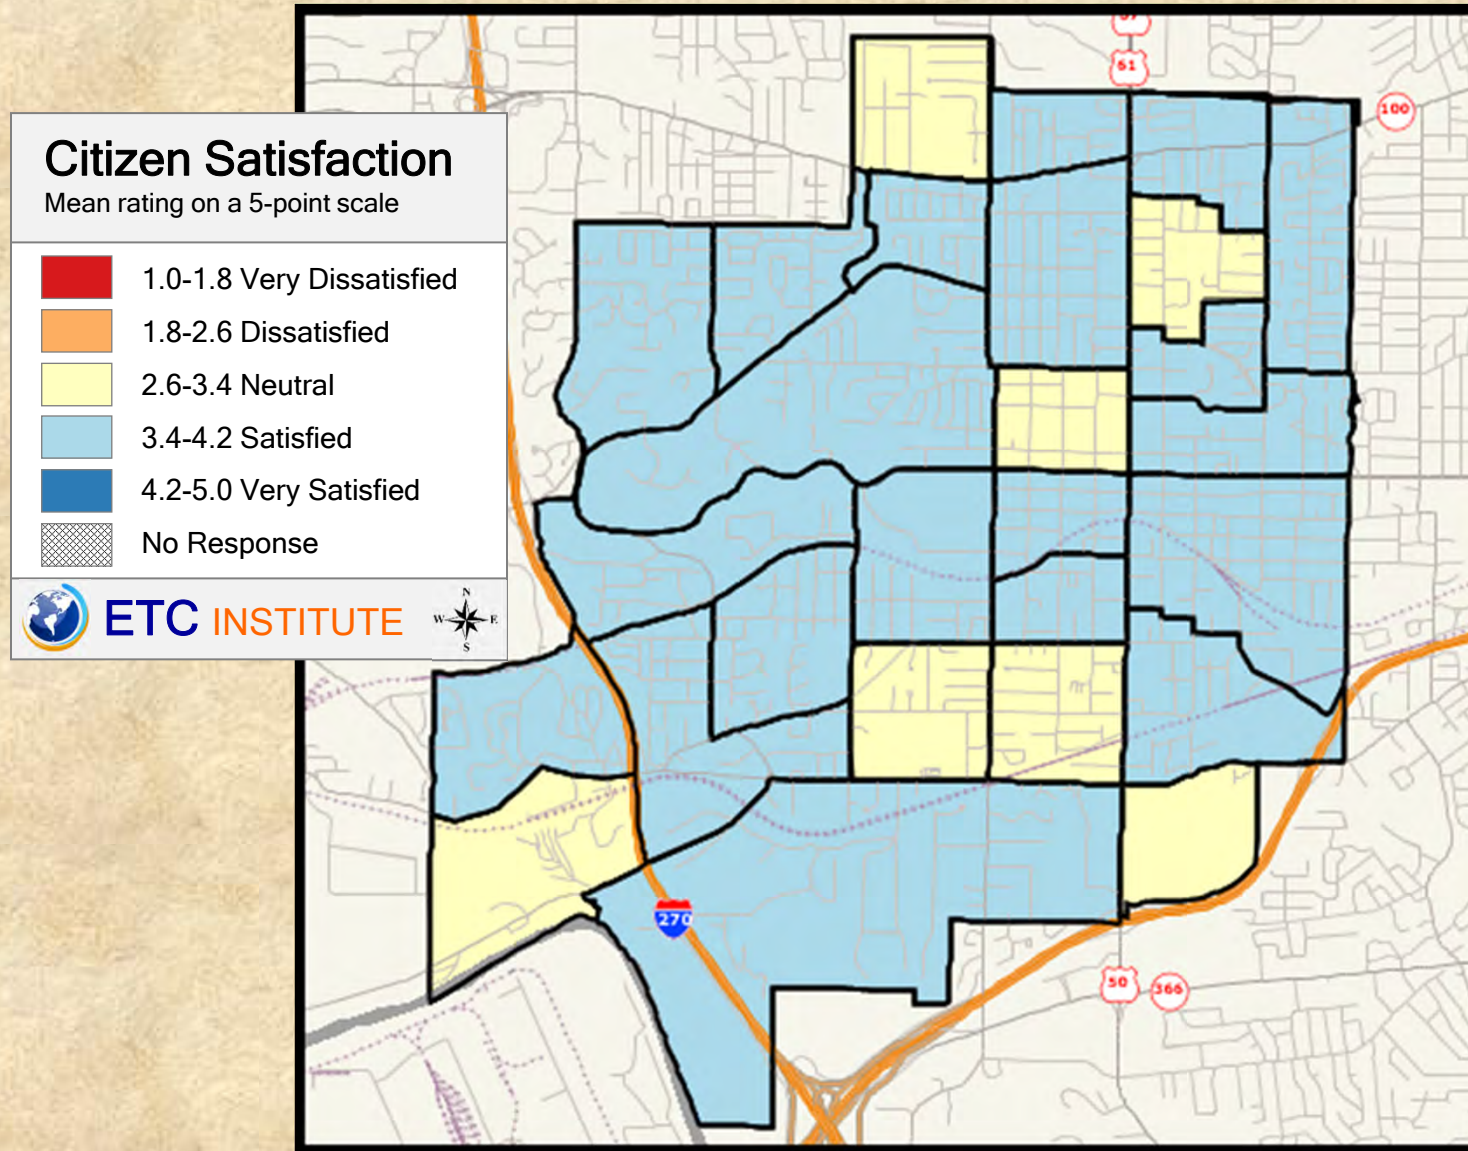 Citizen Satisfaction
Mean rating on a 5-point scale
1.0-1.8 Very Dissatisfied
1.8-2.6 Dissatisfied
2.6-3.4 Neutral
3.4-4.2 Satisfied
4.2-5.0 Very Satisfied
No Response
ETC INSTITUTE
N
W E
S
61
100
270
50
366